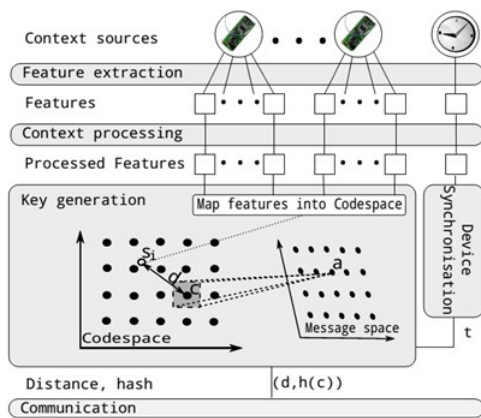 Context sources
Feature extraction
Features
Context processing
Processed Features
Key generation
Map features into Codespace
Device
Synchronisation
si
d
c
a
Codespace
Message space
t
Distance, hash
(d,h(c))
Communication